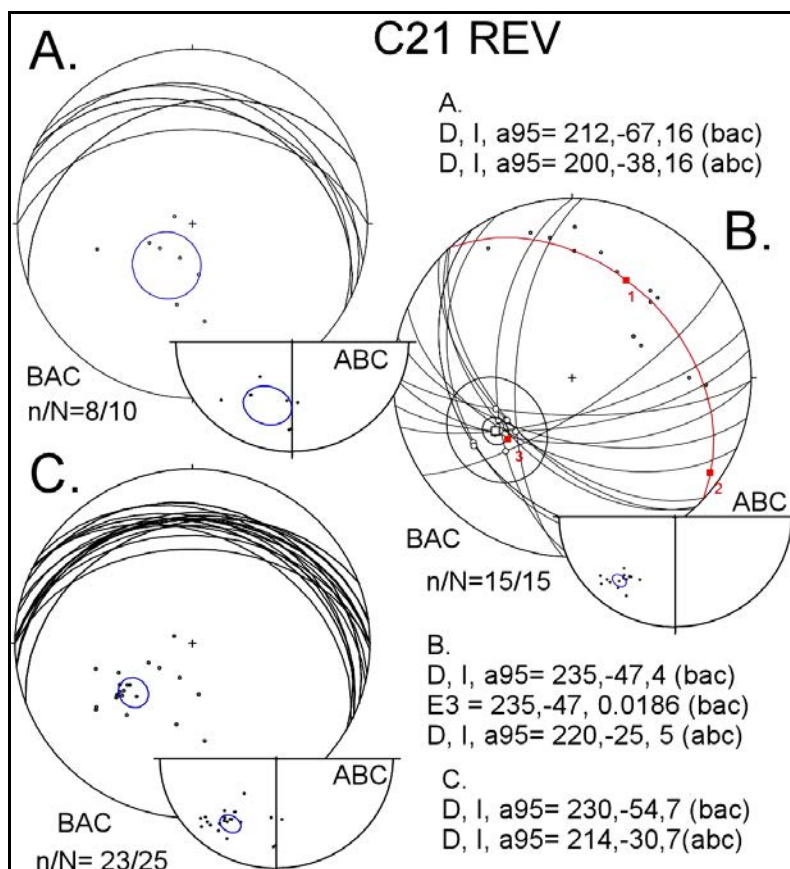 C21 REV
A.
A.
D, I, a95= 212,-67,16 (bac)
D, I, a95= 200,-38,16 (abc)
BAC
n/N=8/10
ABC
B.
1
2
3
BAC
n/N=15/15
ABC
C.
BAC
n/N= 23/25
ABC
B.
D, I, a95= 235,-47,4 (bac)
E3 = 235,-47, 0.0186 (bac)
D, I, a95= 220,-25, 5 (abc)
C.
D, I, a95= 230,-54,7 (bac)
D, I, a95= 214,-30,7(abc)